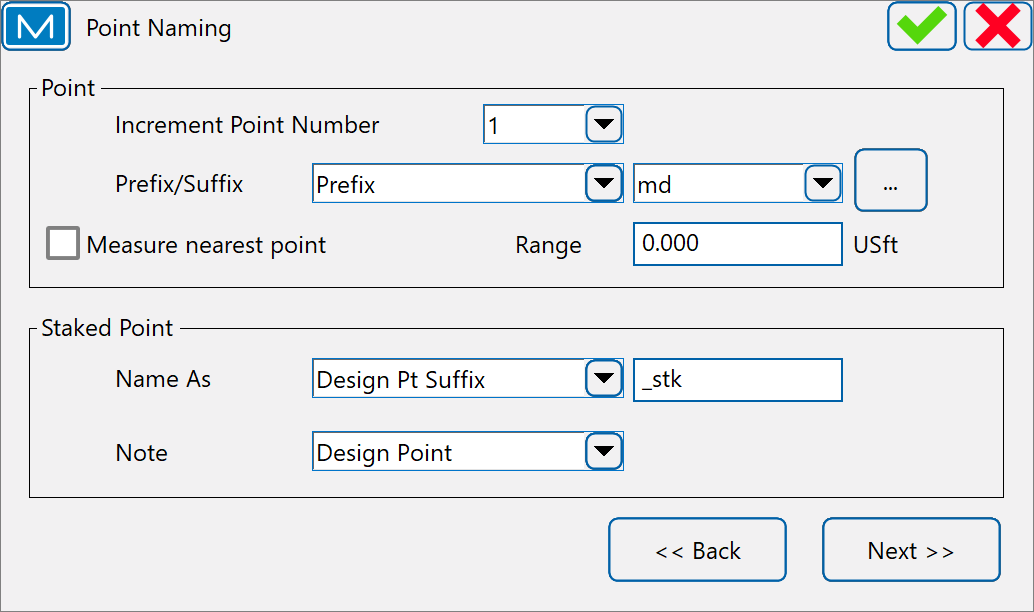 Point Naming
Point
Increment Point Number 1
Prefix/Suffix Prefix md ...
Measure nearest point Range 0.000 USft
Staked Point
Name As Design Pt Suffix _stk
Note Design Point
<< Back Next >>